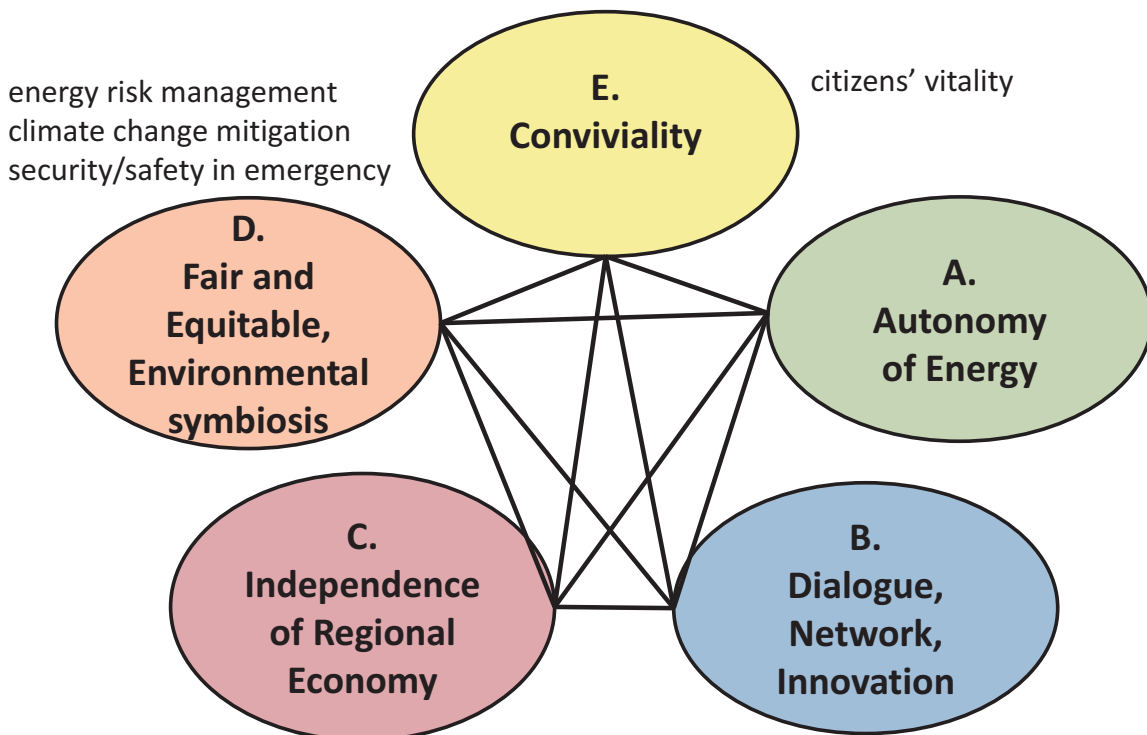 energy risk management
climate change mitigation
security/safety in emergency
E.
Conviviality
citizens’ vitality
D.
Fair and
Equitable,
Environmental
symbiosis
A.
Autonomy
of Energy
C.
Independence
of Regional
Economy
B.
Dialogue,
Network,
Innovation